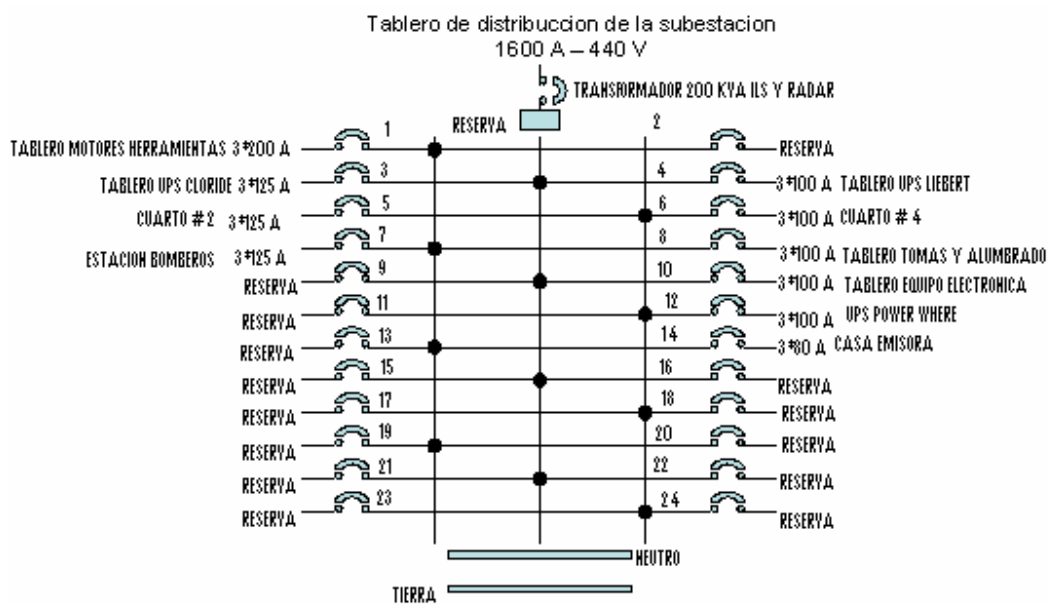 Tablero de distribuccion de la subestacion
1600 A – 440 V
TRANSFORMADOR 200 KVA ILS Y RADAR
RESERVA
TABLERO MOTORES HERRAMIENTAS 3*200 A 1 2 RESERVA
TABLERO UPS CLORIDE 3*125 A 3 4 3*100 A TABLERO UPS LIEBERT
CUARTO # 2 3*125 A 5 6 3*100 A CUARTO # 4
ESTACION BOMBEROS 3*125 A 7 8 3*100 A TABLERO TOMAS Y ALUMBRADO
RESERVA 9 10 3*100 A TABLERO EQUIPO ELECTRONICA
RESERVA 11 12 3*100 A UPS POWER WHERE
RESERVA 13 14 3*80 A CASA EMISORA
RESERVA 15 16 RESERVA
RESERVA 17 18 RESERVA
RESERVA 19 20 RESERVA
RESERVA 21 22 RESERVA
RESERVA 23 24 RESERVA
NEUTRO
TIERRA